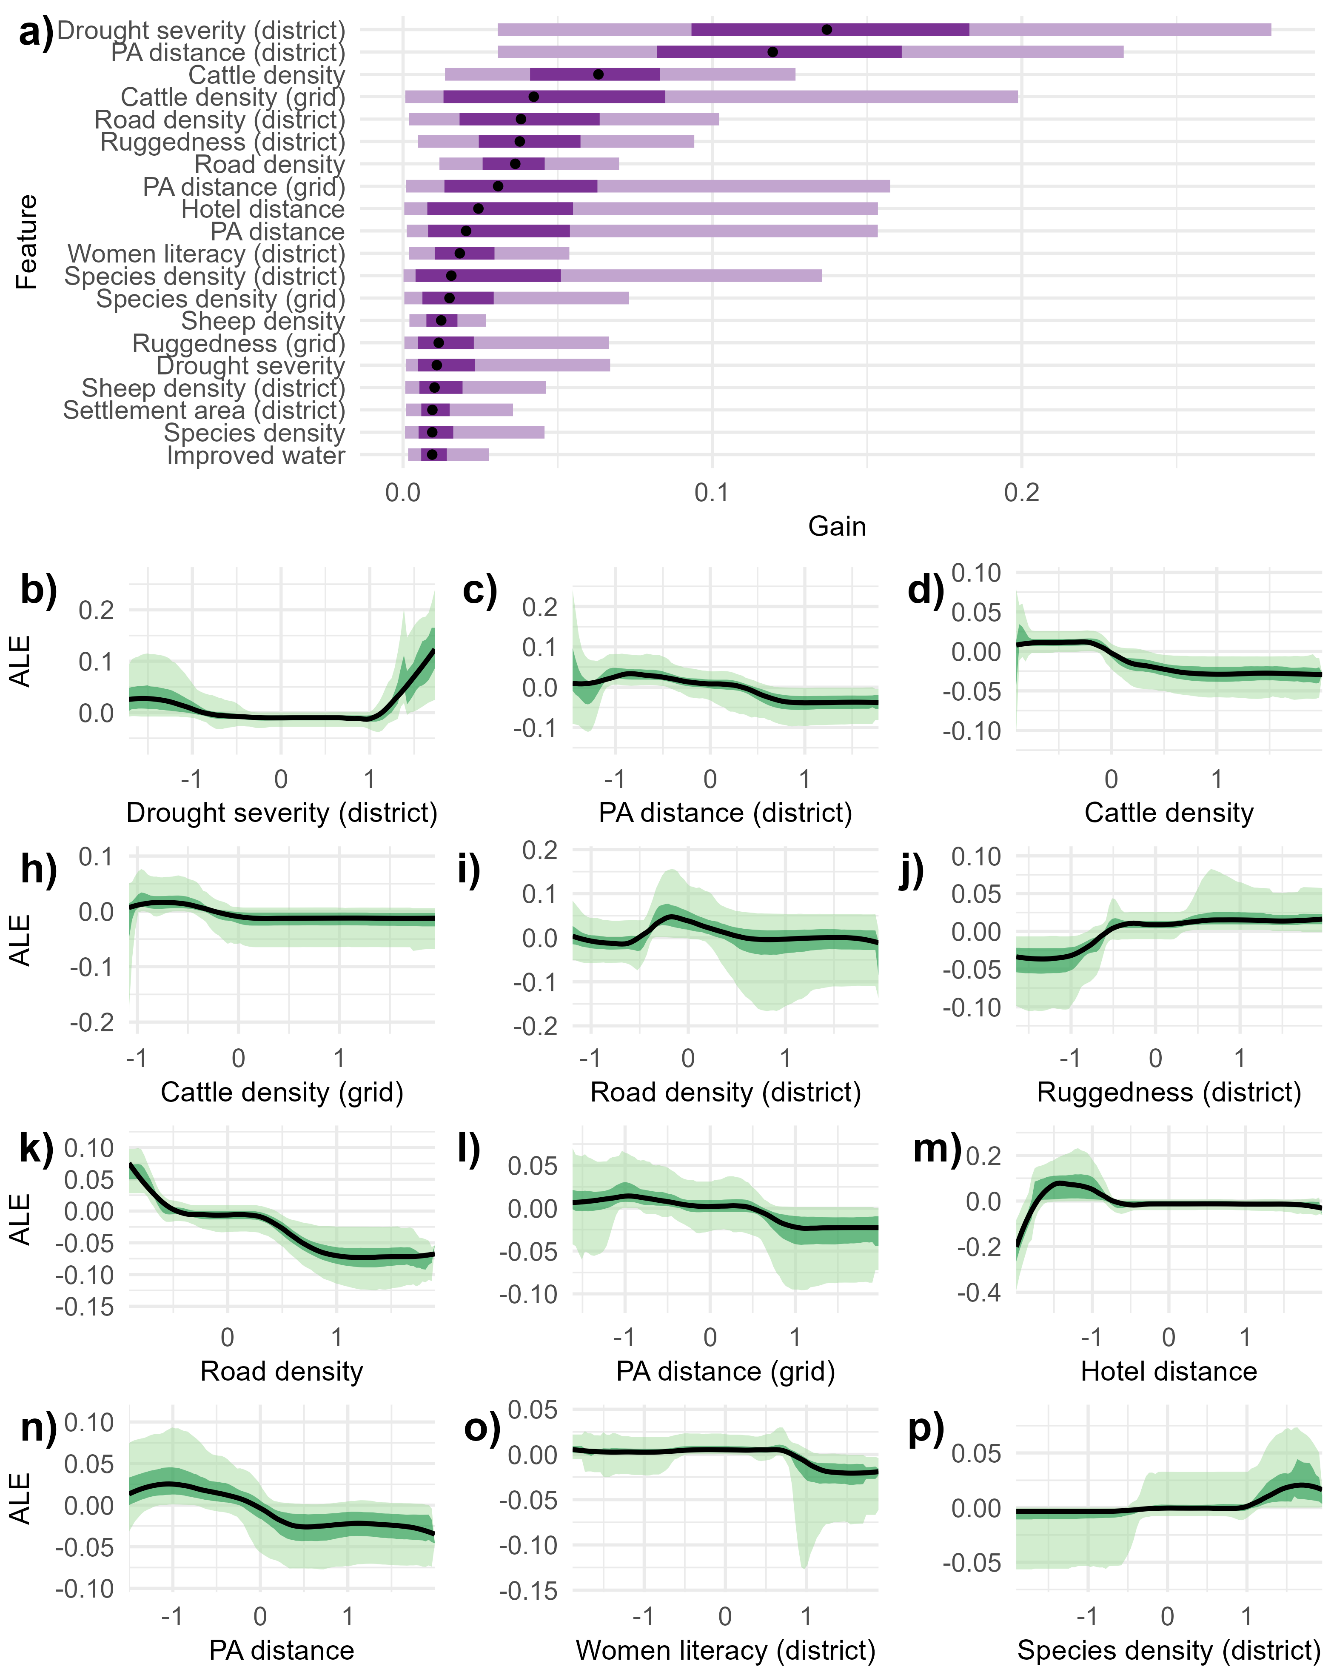 a)
Drought severity (district)
PA distance (district)
Cattle density
Cattle density (grid)
Road density (district)
Ruggedness (district)
Road density
PA distance (grid)
Hotel distance
PA distance
Women literacy (district)
Species density (district)
Species density (grid)
Sheep density
Ruggedness (grid)
Drought severity
Sheep density (district)
Settlement area (district)
Species density
Improved water
Feature
0.0 0.1 0.2
Gain
b)
ALE
0.2
0.1
0.0
-1 0 1
Drought severity (district)
c)
0.2
0.1
0.0
-0.1
-1 0 1
PA distance (district)
d)
0.10
0.05
0.00
-0.05
-0.10
0 1
Cattle density
h)
ALE
0.1
0.0
-0.1
-0.2
-1 0 1
Cattle density (grid)
i)
0.2
0.1
0.0
-0.1
-0.2
-1 0 1
Road density (district)
j)
0.10
0.05
0.00
-0.05
-0.10
-1 0 1
Ruggedness (district)
k)
ALE
0.10
0.05
0.00
-0.05
-0.10
-0.15
0 1
Road density
l)
0.05
0.00
-0.05
-0.10
-1 0 1
PA distance (grid)
m)
0.2
0.0
-0.2
-0.4
-1 0 1
Hotel distance
n)
ALE
0.10
0.05
0.00
-0.05
-0.10
-1 0 1
PA distance
o)
0.05
0.00
-0.05
-0.10
-0.15
-1 0 1
Women literacy (district)
p)
0.05
0.00
-0.05
-1 0 1
Species density (district)